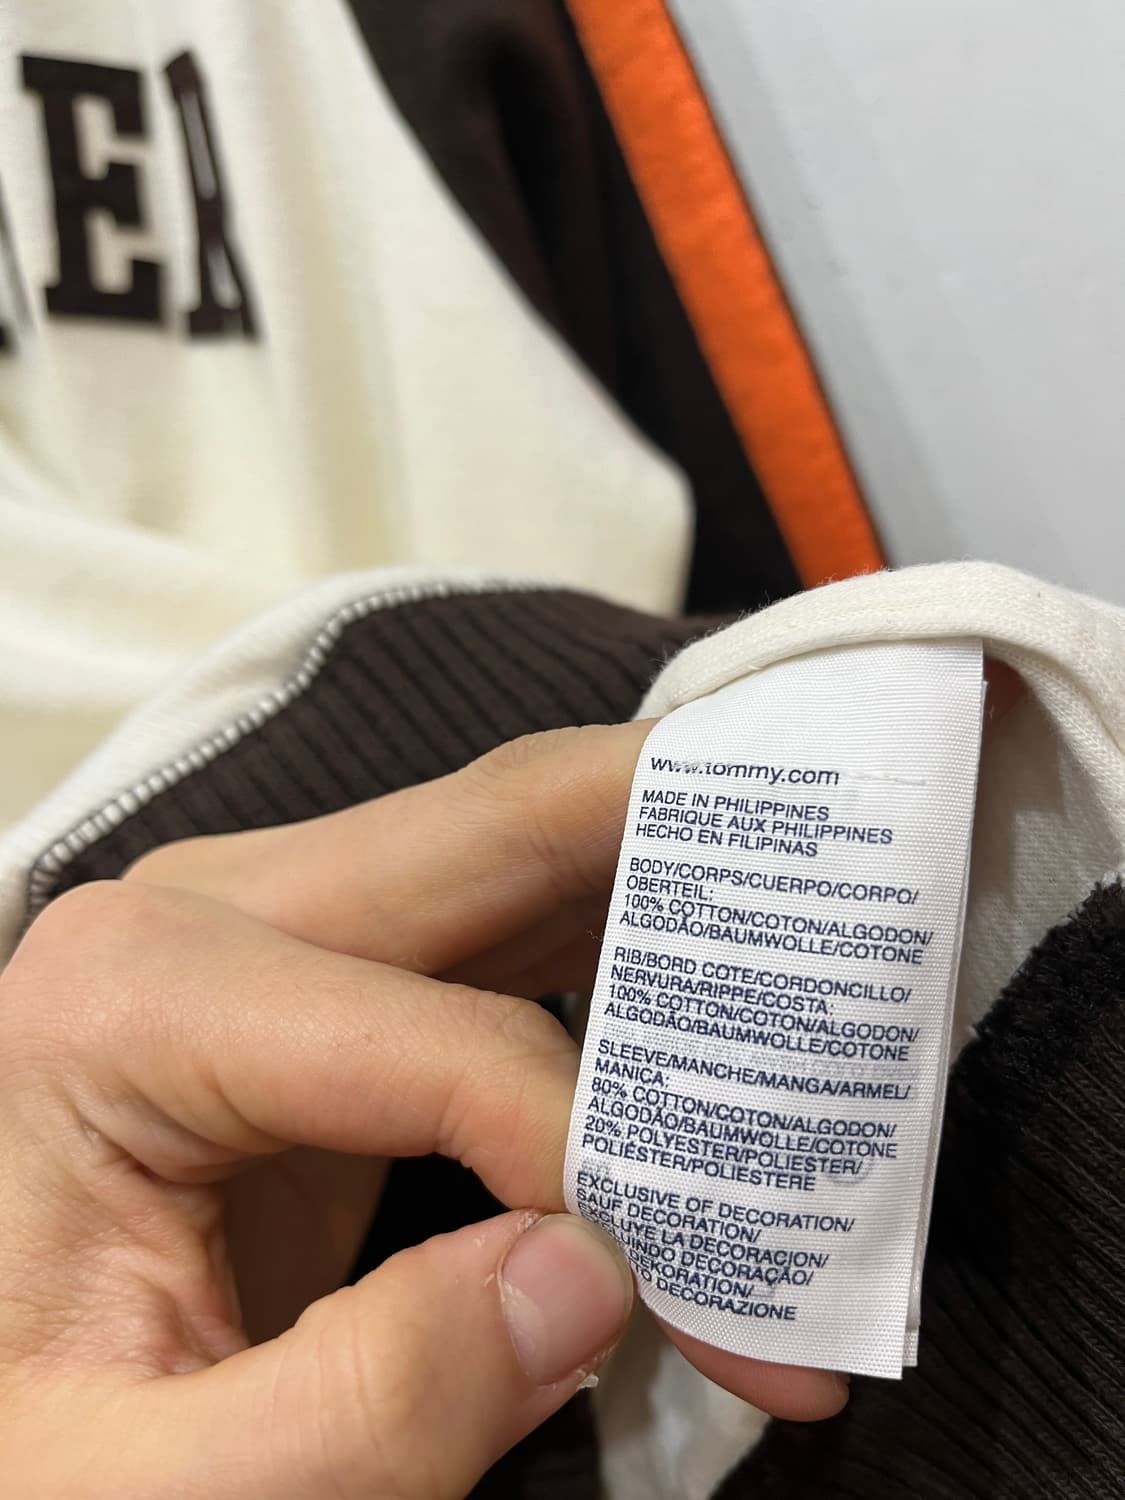 ER
www.tommy.com
MADE IN PHILIPPINES
FABRIQUE AUX PHILIPPINES
HECHO EN FILIPINAS
BODY/CORPS/CUERPO/CORPO/
OBERTEIL:
100% COTTON/COTON/ALGODON/
ALGODÃO/BAUMWOLLE/COTONE
RIB/BORD COTE/CORDONCILLO/
NERVURA/RIPPE/COSTA:
100% COTTON/COTON/ALGODON/
ALGODÃO/BAUMWOLLE/COTONE
SLEEVE/MANCHE/MANGA/ARMEL/
MANICA:
80% COTTON/COTON/ALGODON/
ALGODÃO/BAUMWOLLE/COTONE
20% POLYESTER/POLIESTER/
POLIÉSTER/POLIESTERE
EXCLUSIVE OF DECORATION/
SAUF DECORATION/
LA DECORACION/
DECORAÇÃO/
DEKORATION/
DECORAZIONE